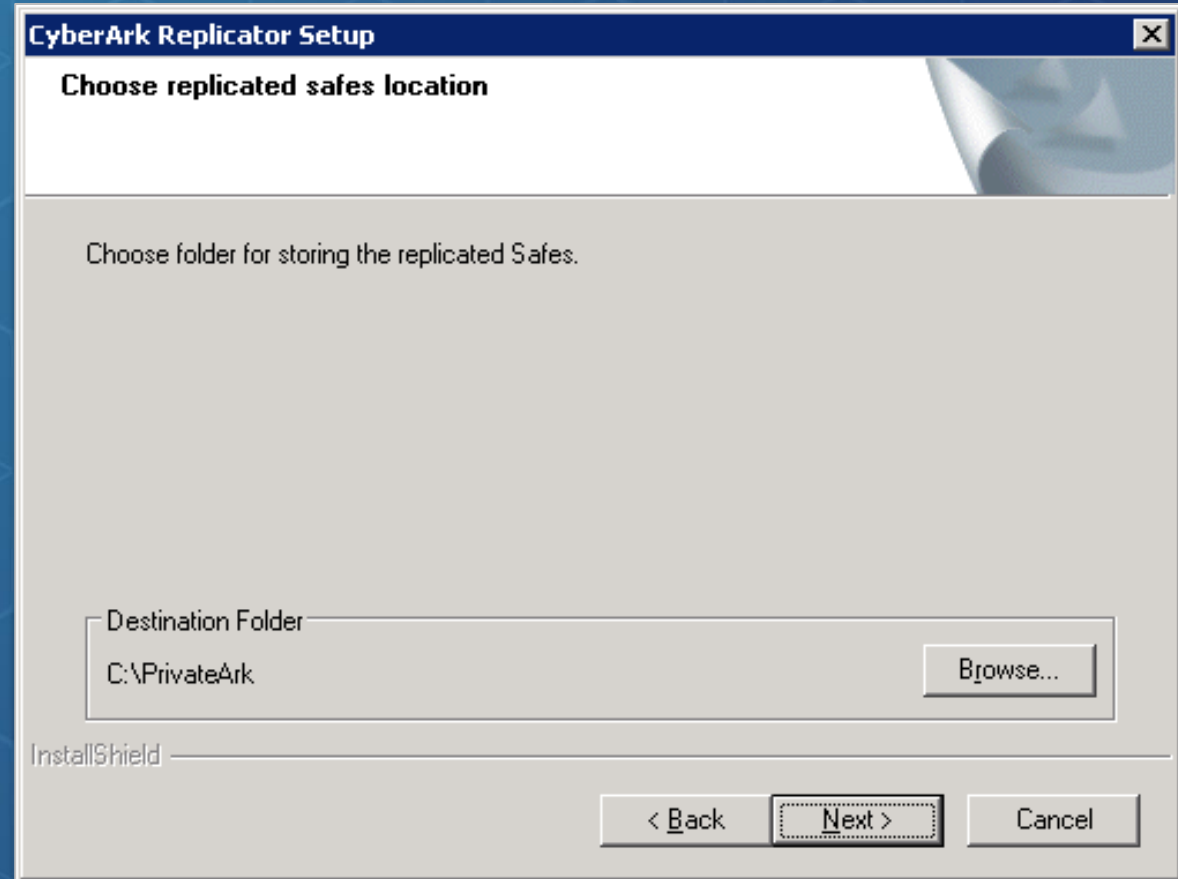 CyberArk Replicator Setup
Choose replicated safes location
Choose folder for storing the replicated Safes.
Destination Folder
C:\PrivateArk
Browse...
InstallShield
< Back
Next >
Cancel